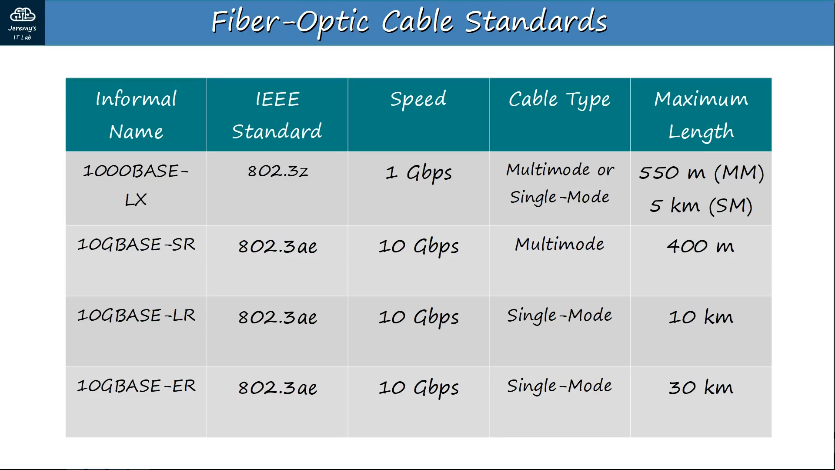 Jeremy's
IT Lab
Fiber-Optic Cable Standards
Informal Name IEEE Standard Speed Cable Type Maximum Length
1000BASE-LX 802.3z 1 Gbps Multimode or Single-Mode 550 m (MM) 5 km (SM)
10GBASE-SR 802.3ae 10 Gbps Multimode 400 m
10GBASE-LR 802.3ae 10 Gbps Single-Mode 10 km
10GBASE-ER 802.3ae 10 Gbps Single-Mode 30 km